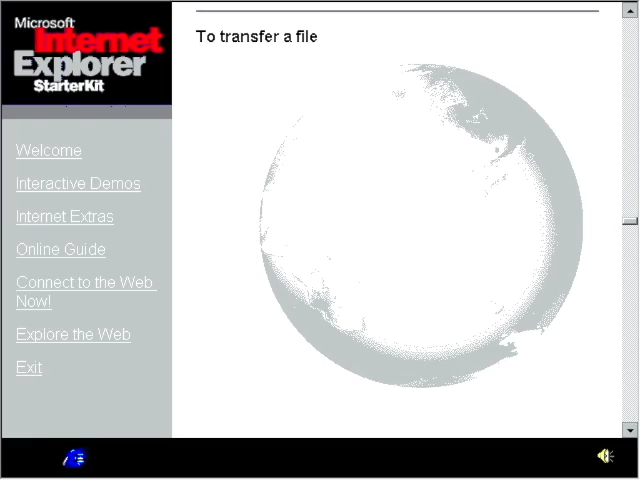 Microsoft
Internet
Explorer
StarterKit
Welcome
Interactive Demos
Internet Extras
Online Guide
Connect to the Web
Now!
Explore the Web
Exit
To transfer a file